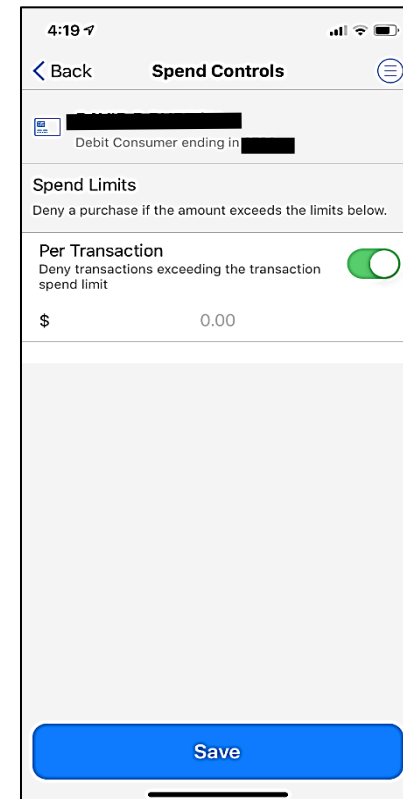 4:19
Back Spend Controls
Debit Consumer ending in
Spend Limits
Deny a purchase if the amount exceeds the limits below.
Per Transaction
Deny transactions exceeding the transaction
spend limit
$ 0.00
Save